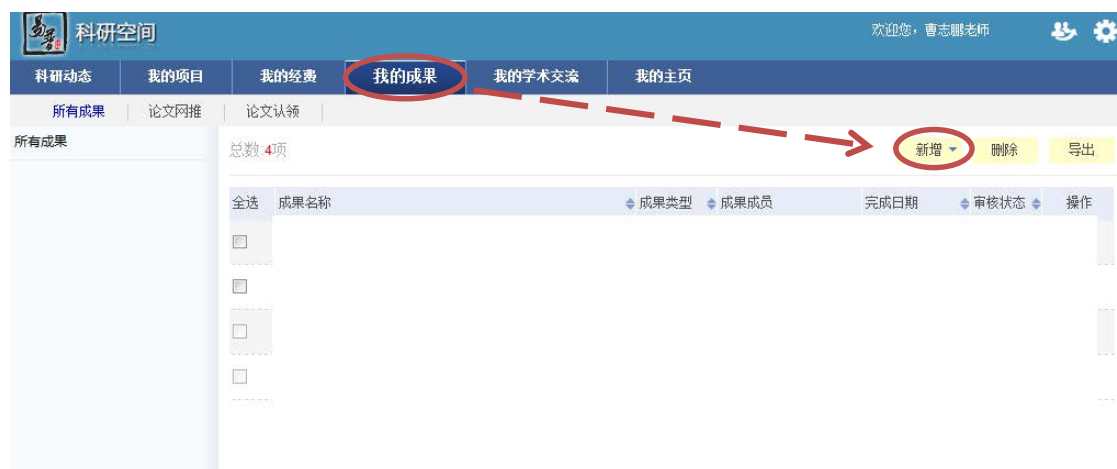 易普 科研空间 欢迎您，曹志鹏老师
科研动态 我的项目 我的经费 我的成果 我的学术交流 我的主页
所有成果 论文网推 论文认领
所有成果
总数:4项 新增 删除 导出
全选 成果名称 成果类型 成果成员 完成日期 审核状态 操作